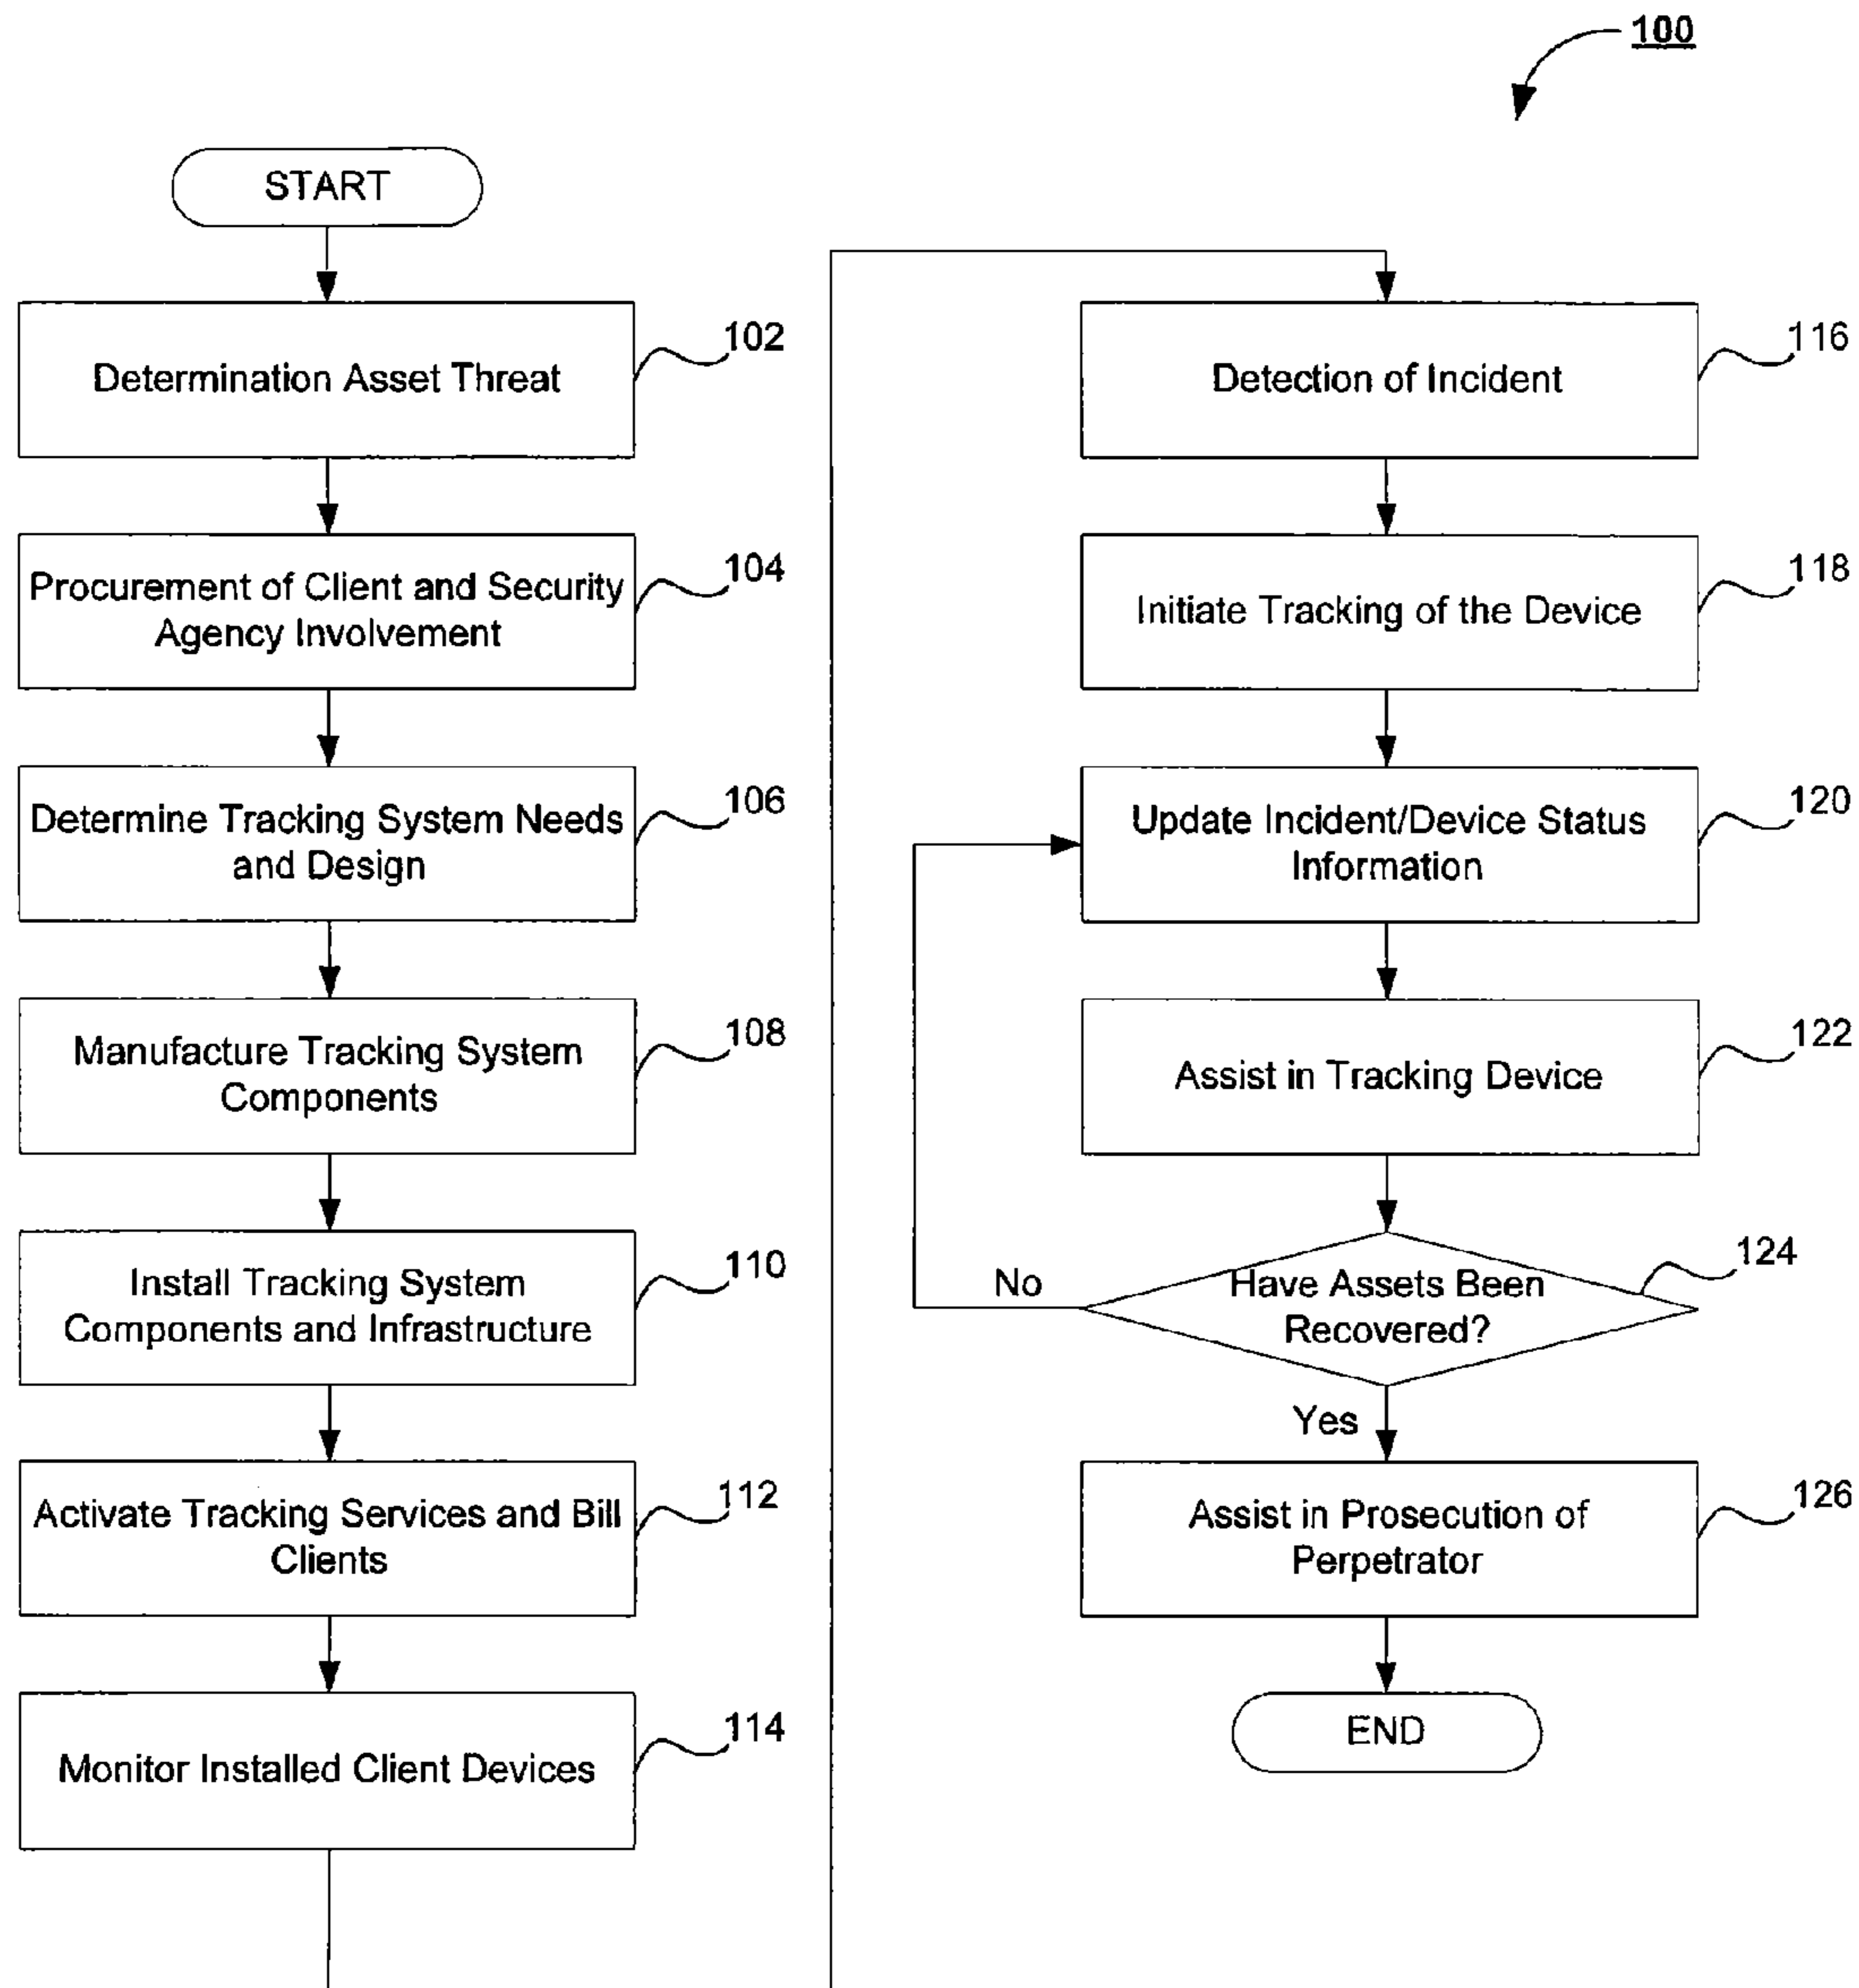 100
START
Determination Asset Threat
102
Procurement of Client and Security
Agency Involvement
104
Determine Tracking System Needs
and Design
106
Manufacture Tracking System
Components
108
Install Tracking System
Components and Infrastructure
110
Activate Tracking Services and Bill
Clients
112
Monitor Installed Client Devices
114
Detection of Incident
116
Initiate Tracking of the Device
118
Update Incident/Device Status
Information
120
Assist in Tracking Device
122
Have Assets Been
Recovered?
124
No
Yes
Assist in Prosecution of
Perpetrator
126
END